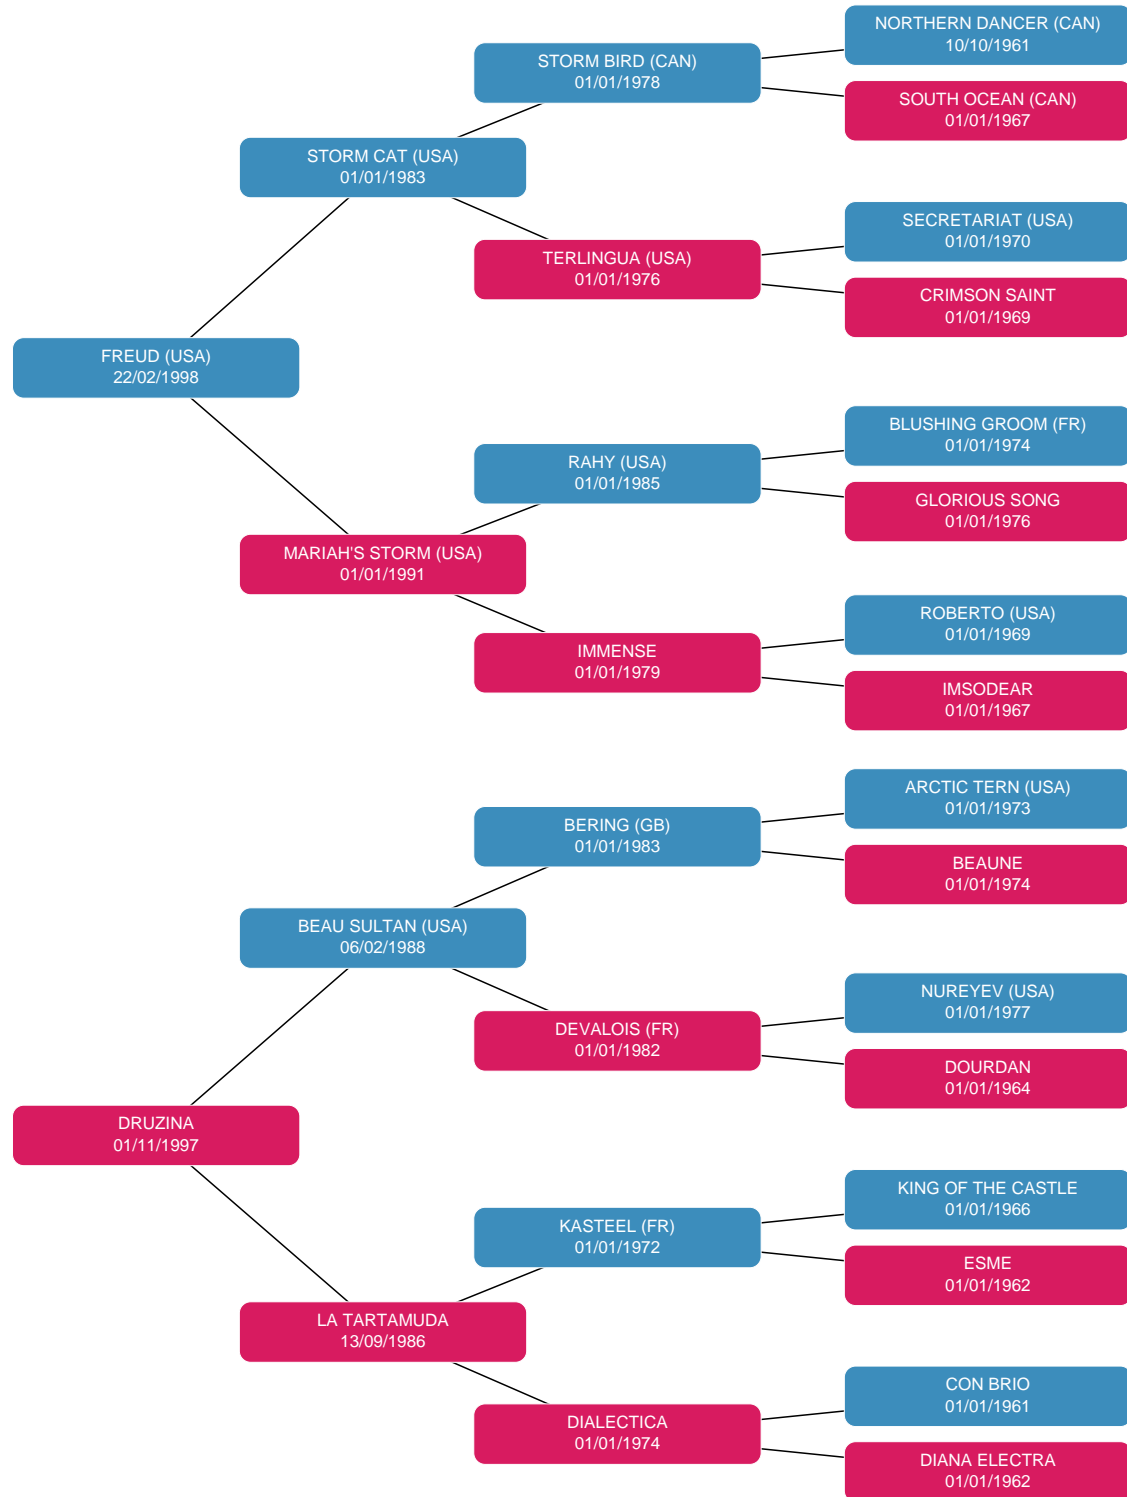 NORTHERN DANCER (CAN)
10/10/1961
STORM BIRD (CAN)
01/01/1978
SOUTH OCEAN (CAN)
01/01/1967
STORM CAT (USA)
01/01/1983
SECRETARIAT (USA)
01/01/1970
TERLINGUA (USA)
01/01/1976
CRIMSON SAINT
01/01/1969
FREUD (USA)
22/02/1998
BLUSHING GROOM (FR)
01/01/1974
RAHY (USA)
01/01/1985
GLORIOUS SONG
01/01/1976
MARIAH'S STORM (USA)
01/01/1991
ROBERTO (USA)
01/01/1969
IMMENSE
01/01/1979
IMSODEAR
01/01/1967
ARCTIC TERN (USA)
01/01/1973
BERING (GB)
01/01/1983
BEAUNE
01/01/1974
BEAU SULTAN (USA)
06/02/1988
NUREYEV (USA)
01/01/1977
DEVALOIS (FR)
01/01/1982
DOURDAN
01/01/1964
DRUZINA
01/11/1997
KING OF THE CASTLE
01/01/1966
KASTEEL (FR)
01/01/1972
ESME
01/01/1962
LA TARTAMUDA
13/09/1986
CON BRIO
01/01/1961
DIALECTICA
01/01/1974
DIANA ELECTRA
01/01/1962